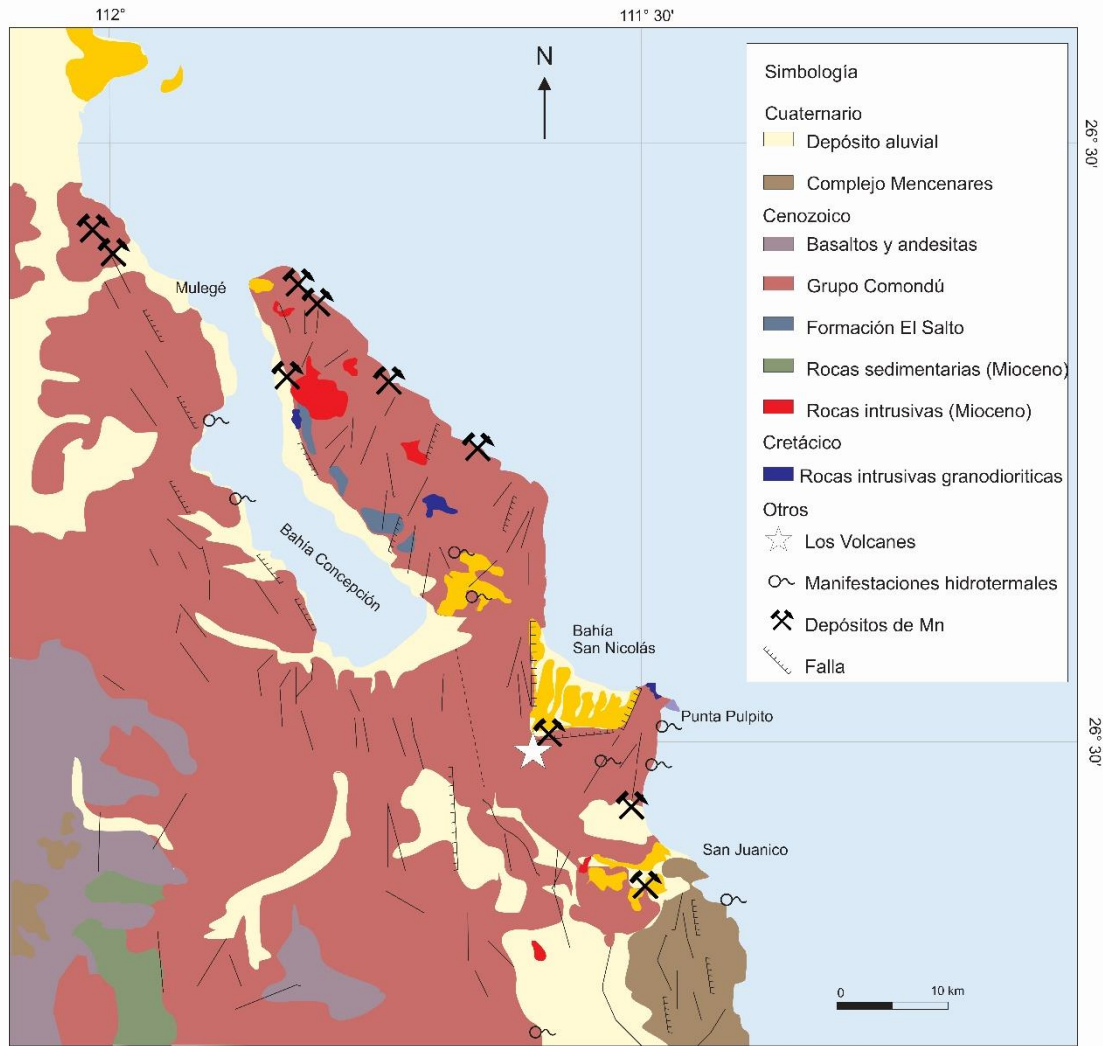 112°
111° 30'
N
Simbología
Cuaternario
Depósito aluvial
Complejo Mencenares
Cenozoico
Basaltos y andesitas
Grupo Comondú
Formación El Salto
Rocas sedimentarias (Mioceno)
Rocas intrusivas (Mioceno)
Cretácico
Rocas intrusivas granodioriticas
Otros
Los Volcanes
Manifestaciones hidrotermales
Depósitos de Mn
Falla
26° 30'
Mulegé
Bahía Concepción
Bahía
San Nicolás
Punta Pulpito
26° 30'
San Juanico
0 10 km